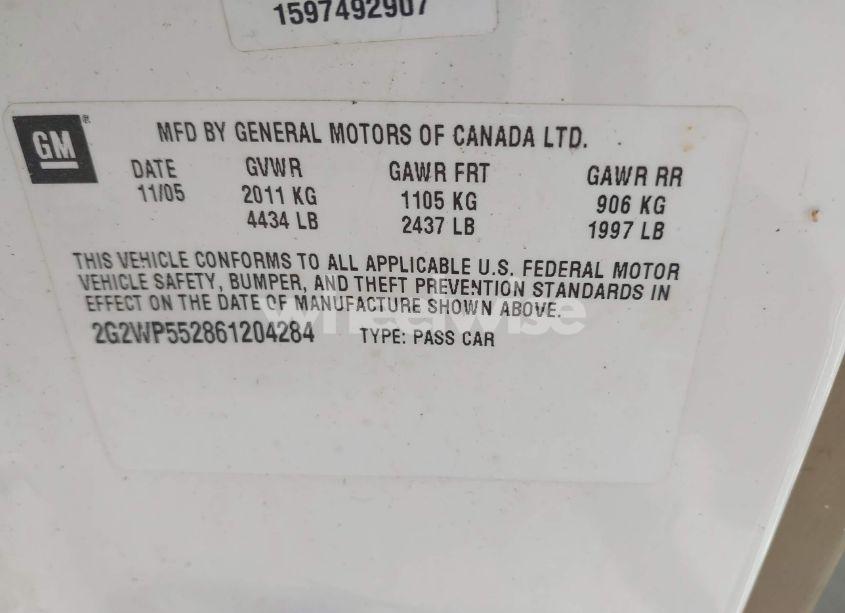 1597492907
GM
MFD BY GENERAL MOTORS OF CANADA LTD.
DATE GVWR GAWR FRT GAWR RR
11/05 2011 KG 1105 KG 906 KG
4434 LB 2437 LB 1997 LB
THIS VEHICLE CONFORMS TO ALL APPLICABLE U.S. FEDERAL MOTOR
VEHICLE SAFETY, BUMPER, AND THEFT PREVENTION STANDARDS IN
EFFECT ON THE DATE OF MANUFACTURE SHOWN ABOVE.
2G2WP552861204284 TYPE: PASS CAR